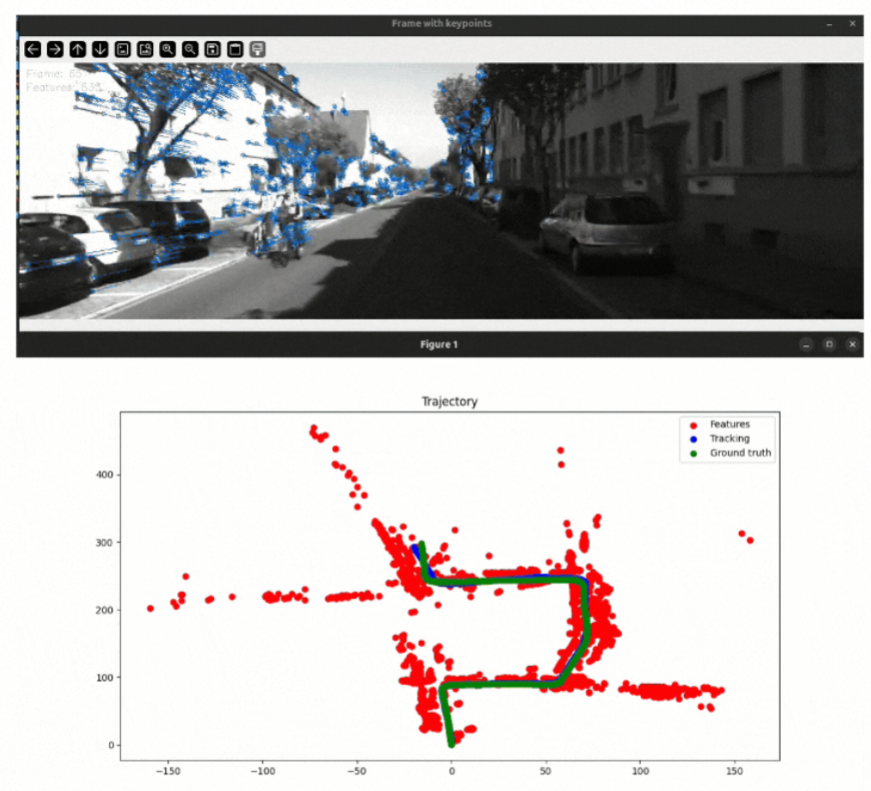 Frame with keypoints
Frame:
Features:
Figure 1
Trajectory
Features
Tracking
Ground truth
400
300
200
100
0
−150 −100 −50 0 50 100 150